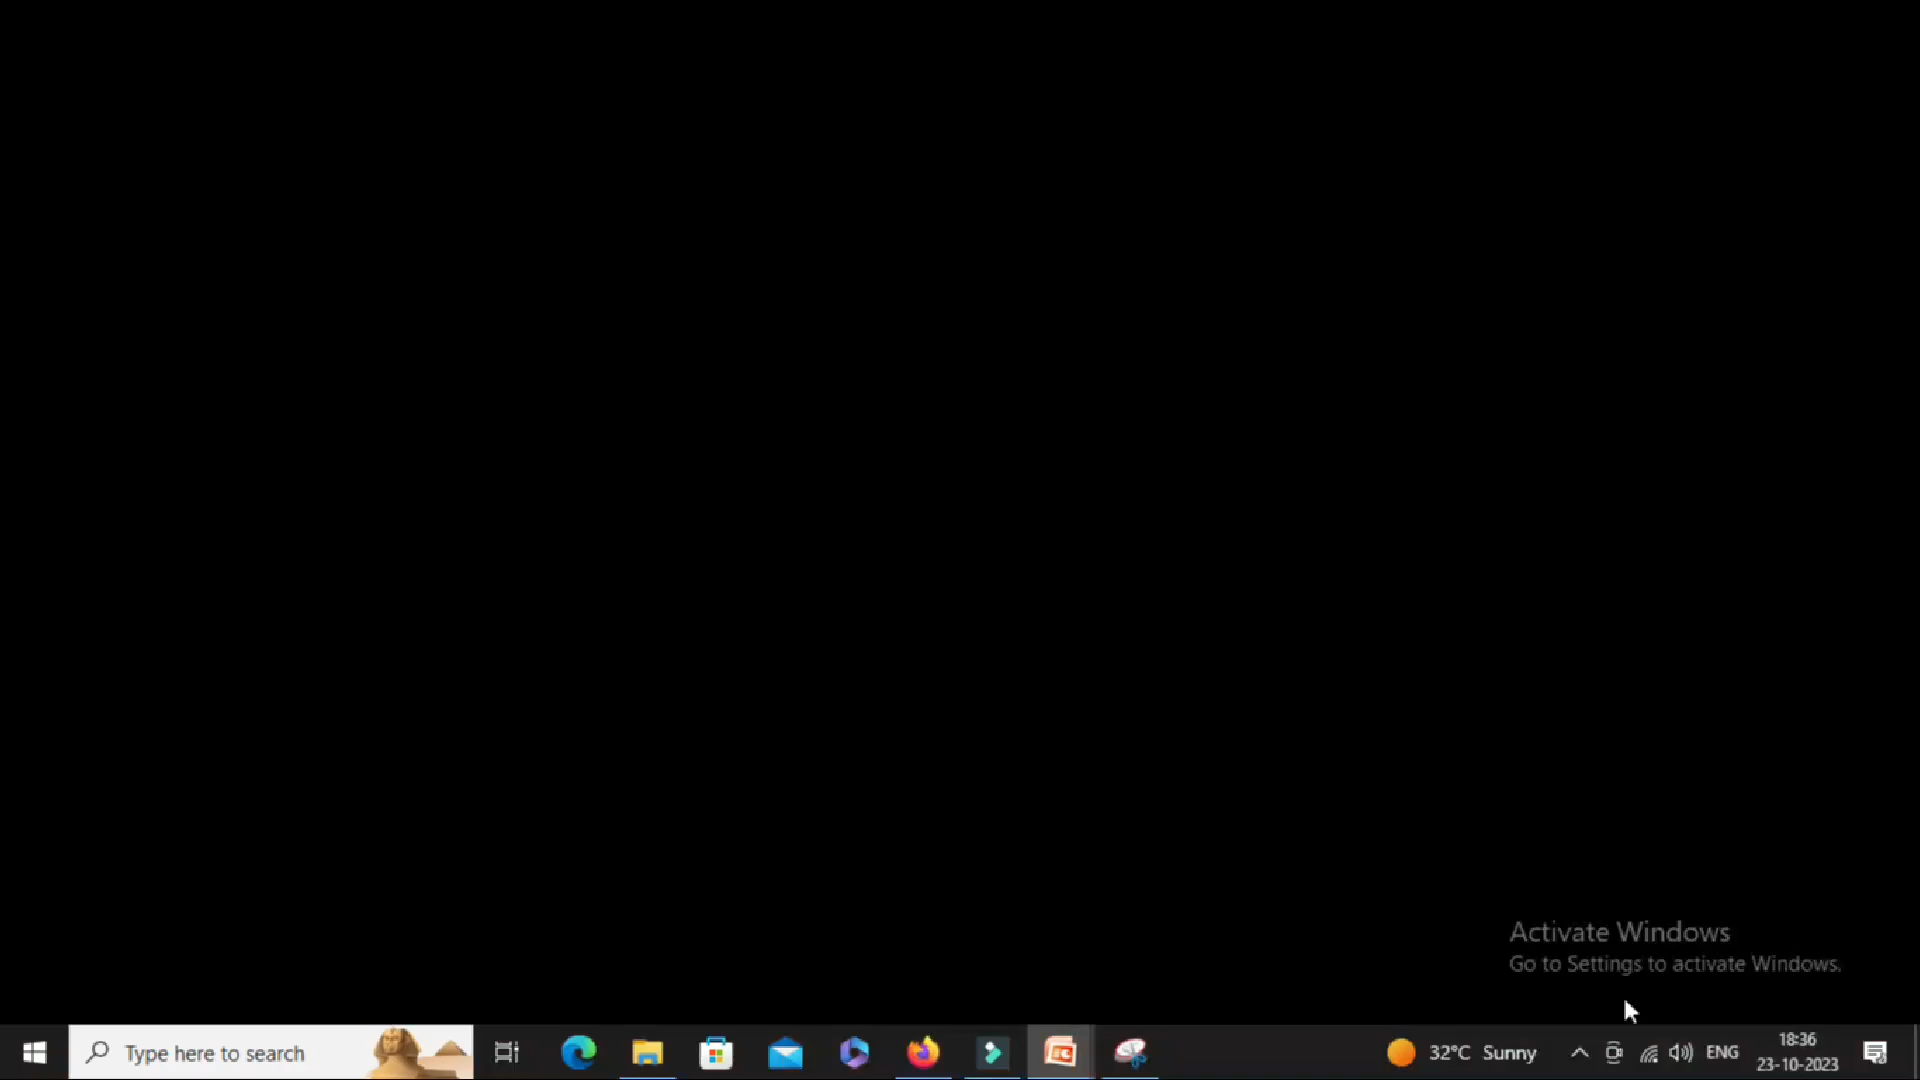 Activate Windows
Go to Settings to activate Windows.
Type here to search
32°C Sunny
ENG
18:36
23-10-2023